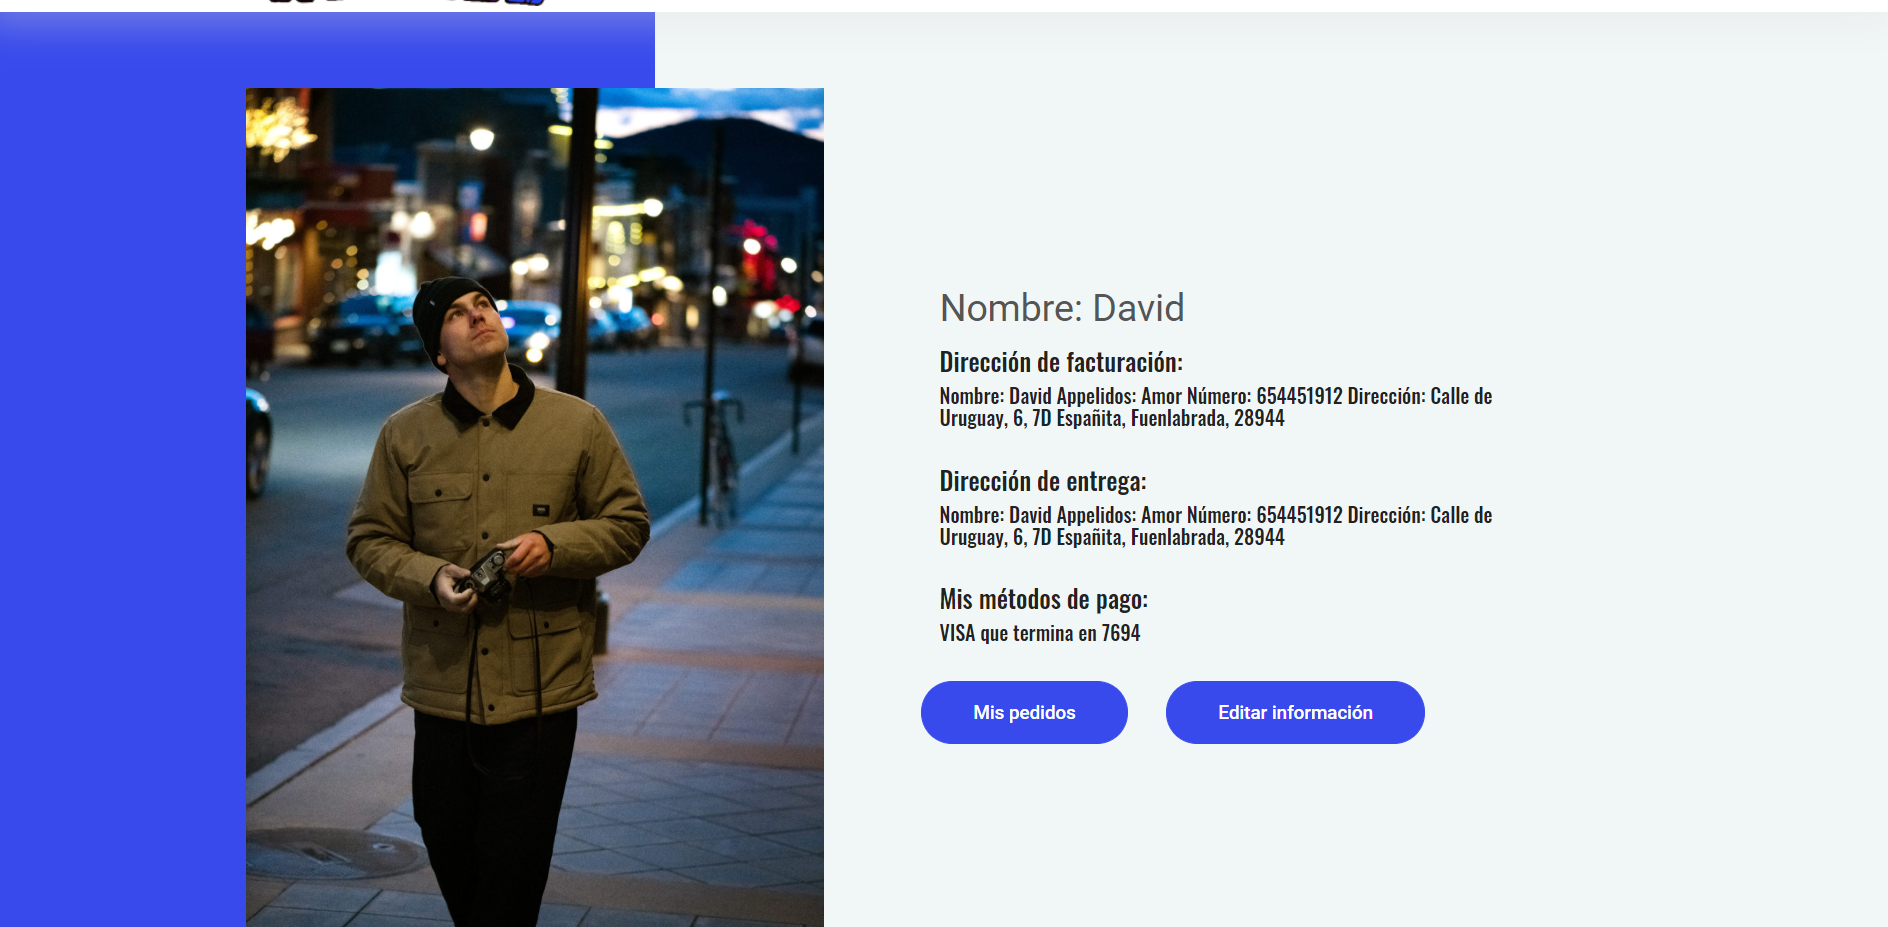 Nombre: David
Dirección de facturación:
Nombre: David Appelidos: Amor Número: 654451912 Dirección: Calle de
Uruguay, 6, 7D Españita, Fuenlabrada, 28944
Dirección de entrega:
Nombre: David Appelidos: Amor Número: 654451912 Dirección: Calle de
Uruguay, 6, 7D Españita, Fuenlabrada, 28944
Mis métodos de pago:
VISA que termina en 7694
Mis pedidos
Editar información